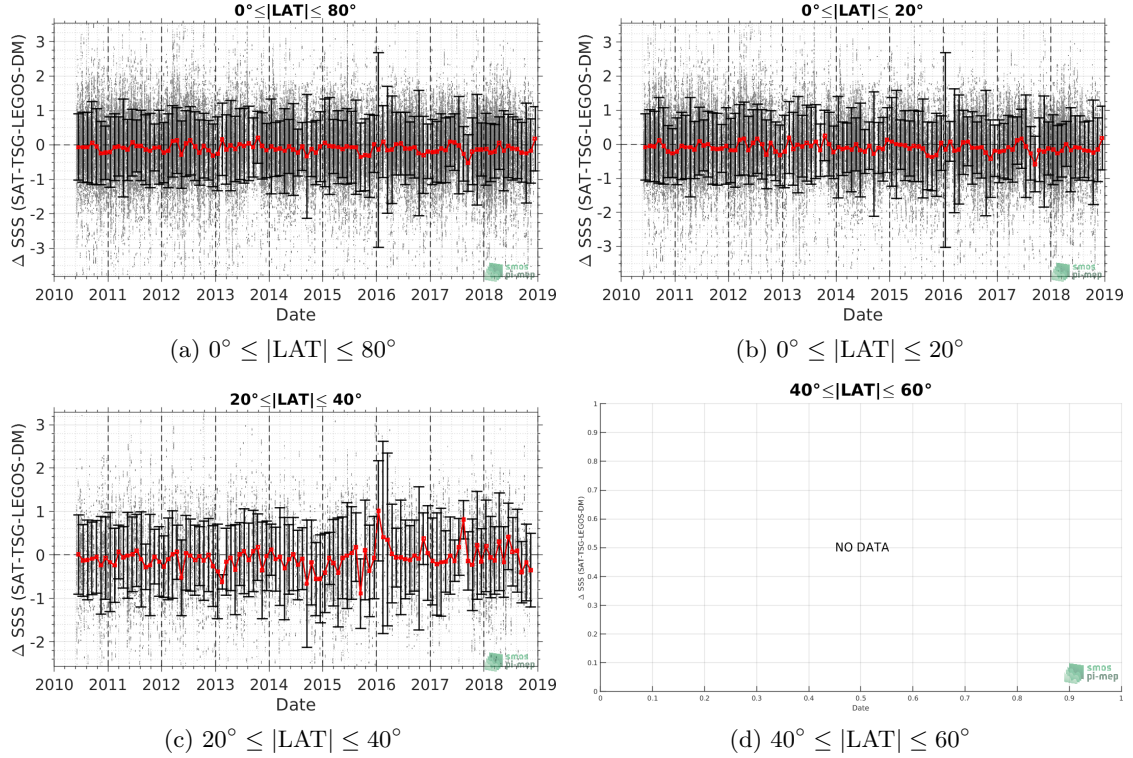 0°≤|LAT|≤ 80°
Δ SSS (SAT-TSG-LEGOS-DM)
3
2
1
0
-1
-2
-3
smos
pi-mep
2010 2011 2012 2013 2014 2015 2016 2017 2018 2019
Date
(a) 0° ≤ |LAT| ≤ 80°
0°≤|LAT|≤ 20°
Δ SSS (SAT-TSG-LEGOS-DM)
3
2
1
0
-1
-2
-3
smos
pi-mep
2010 2011 2012 2013 2014 2015 2016 2017 2018 2019
Date
(b) 0° ≤ |LAT| ≤ 20°
20°≤|LAT|≤ 40°
Δ SSS (SAT-TSG-LEGOS-DM)
3
2
1
0
-1
-2
smos
pi-mep
2010 2011 2012 2013 2014 2015 2016 2017 2018 2019
Date
(c) 20° ≤ |LAT| ≤ 40°
40°≤|LAT|≤ 60°
Δ SSS (SAT-TSG-LEGOS-DM)
1
0.9
0.8
0.7
0.6
0.5
0.4
0.3
0.2
0.1
0
NO DATA
smos
pi-mep
0 0.1 0.2 0.3 0.4 0.5 0.6 0.7 0.8 0.9 1
Date
(d) 40° ≤ |LAT| ≤ 60°